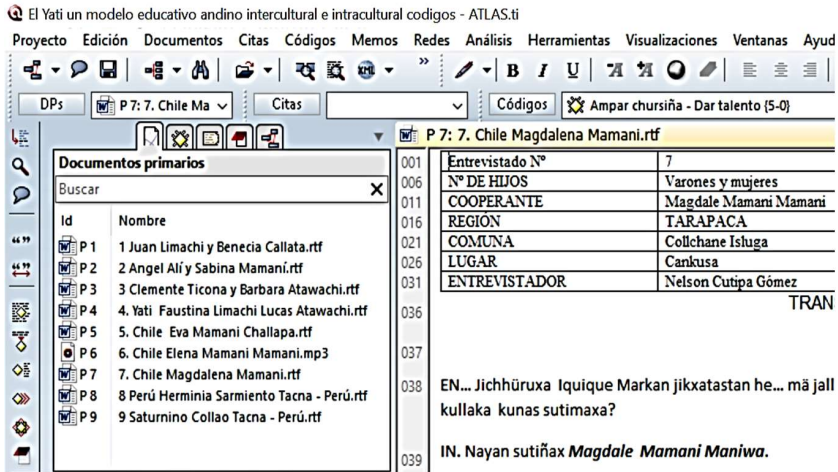 El Yati un modelo educativo andino intercultural e intracultural codigos - ATLAS.ti
Proyecto Edición Documentos Citas Códigos Memos Redes Análisis Herramientas Visualizaciones Ventanas Ayud
B I U A A
DPs P 7: 7. Chile Ma Citas Códigos Ampar chursiña - Dar talento {5-0}
P 7: 7. Chile Magdalena Mamani.rtf
Documentos primarios
Buscar
Id Nombre
P 1 1 Juan Limachi y Benecia Callata.rtf
P 2 2 Angel Alí y Sabina Mamaní.rtf
P 3 3 Clemente Ticona y Barbara Atawachi.rtf
P 4 4. Yati Faustina Limachi Lucas Atawachi.rtf
P 5 5. Chile Eva Mamani Challapa.rtf
P 6 6. Chile Elena Mamani Mamani.mp3
P 7 7. Chile Magdalena Mamani.rtf
P 8 8 Perú Herminia Sarmiento Tacna - Perú.rtf
P 9 9 Saturnino Collao Tacna - Perú.rtf
001 Entrevistado Nº 7
006 Nº DE HIJOS Varones y mujeres
011 COOPERANTE Magdale Mamani Mamani
016 REGIÓN TARAPACA
021 COMUNA Collchane Isluga
026 LUGAR Cankusa
031 ENTREVISTADOR Nelson Cutipa Gómez
036 TRAN
037
038 EN... Jichhüruxa Iquique Markan jikxatastan he... mä jall
kullaka kunas sutimaxa?
039 IN. Nayan sutiñax Magdale Mamani Maniwa.